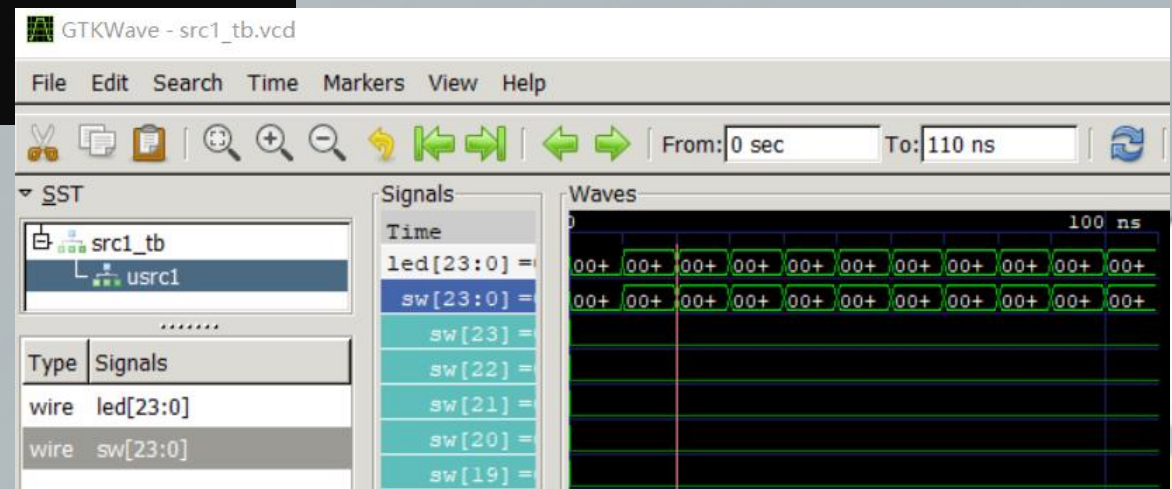 GTKWave - src1_tb.vcd
File Edit Search Time Markers View Help
From: 0 sec To: 110 ns
SST
src1_tb
usrc1
Type Signals
wire led[23:0]
wire sw[23:0]
Signals
Time
led[23:0] =
sw[23:0] =
sw[23] =
sw[22] =
sw[21] =
sw[20] =
sw[19] =
Waves
0 100 ns
00+ 00+ 00+ 00+ 00+ 00+ 00+ 00+ 00+ 00+ 00+
00+ 00+ 00+ 00+ 00+ 00+ 00+ 00+ 00+ 00+ 00+